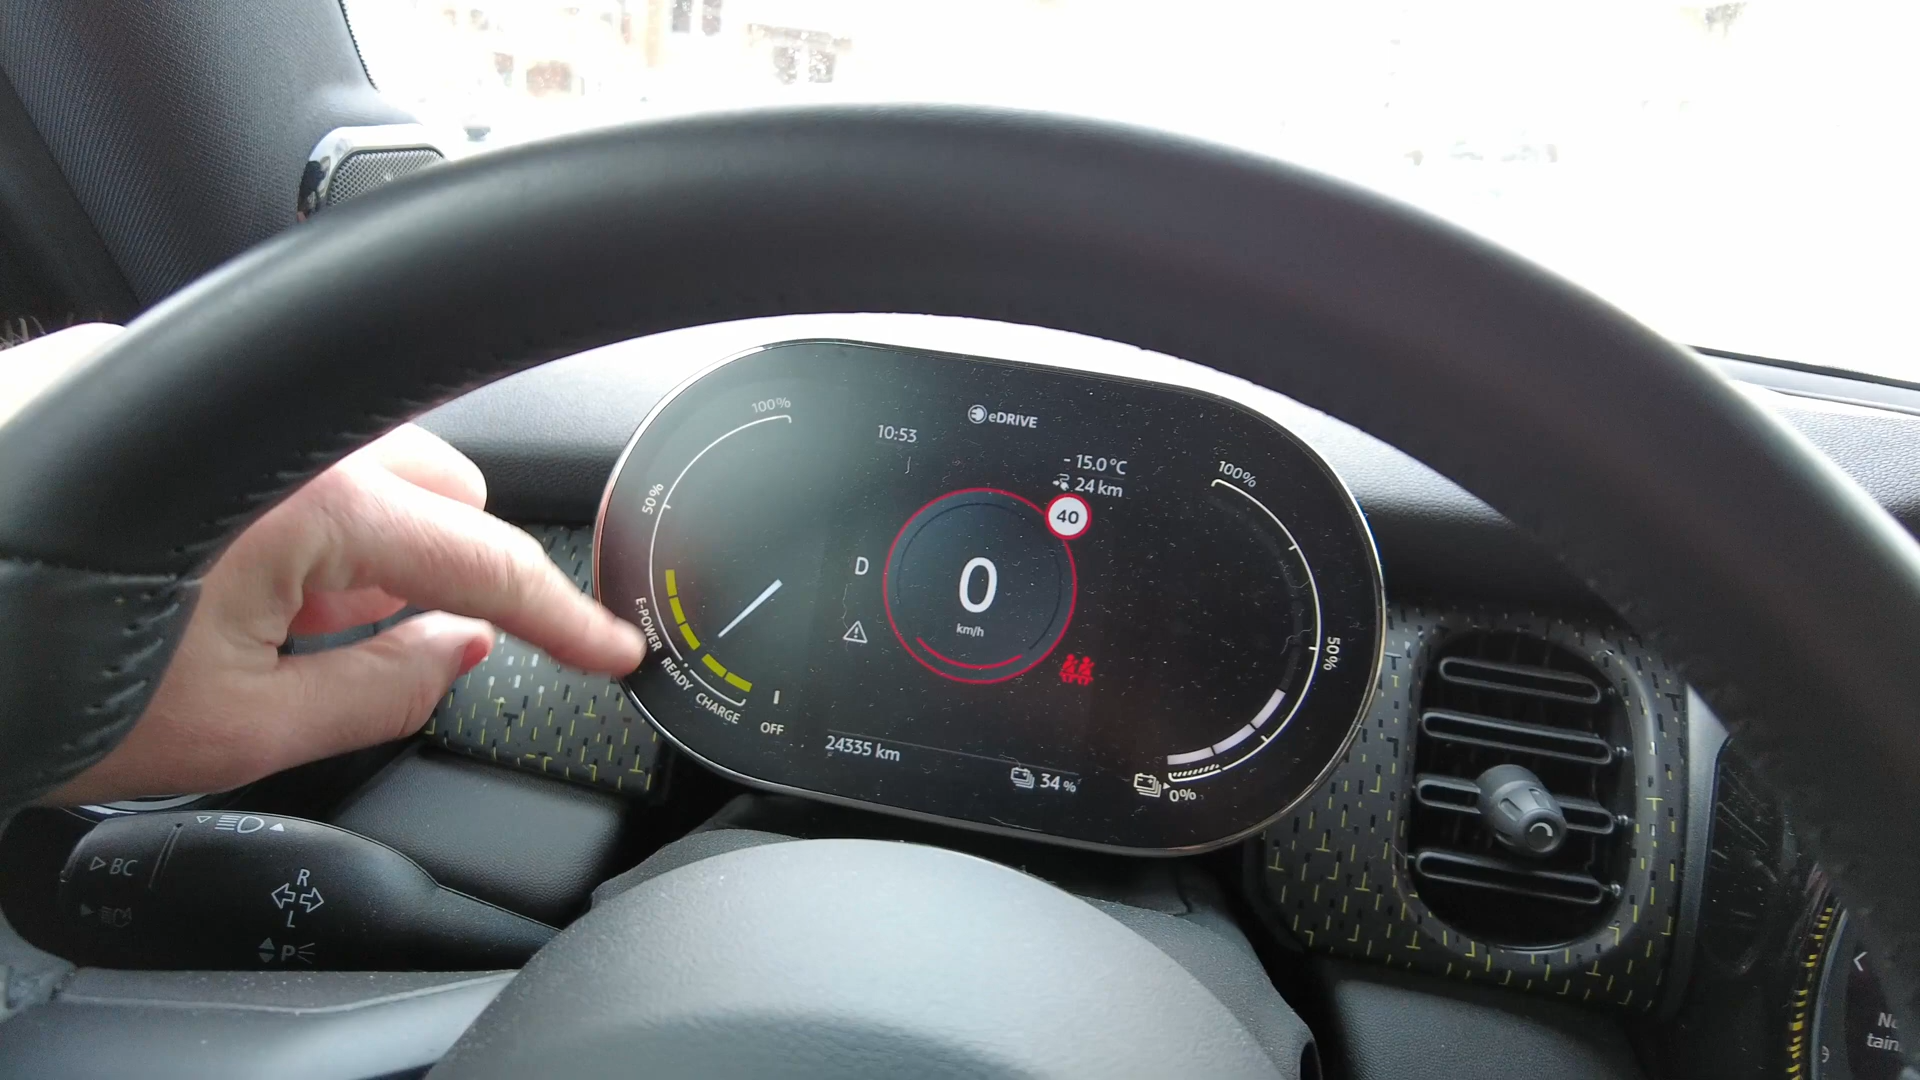 eDRIVE
10:53
- 15.0 °C
24 km
40
100%
50%
E-POWER
READY
CHARGE
OFF
D
0
km/h
24335 km
34 %
100%
50%
0%
BC
R
L
P